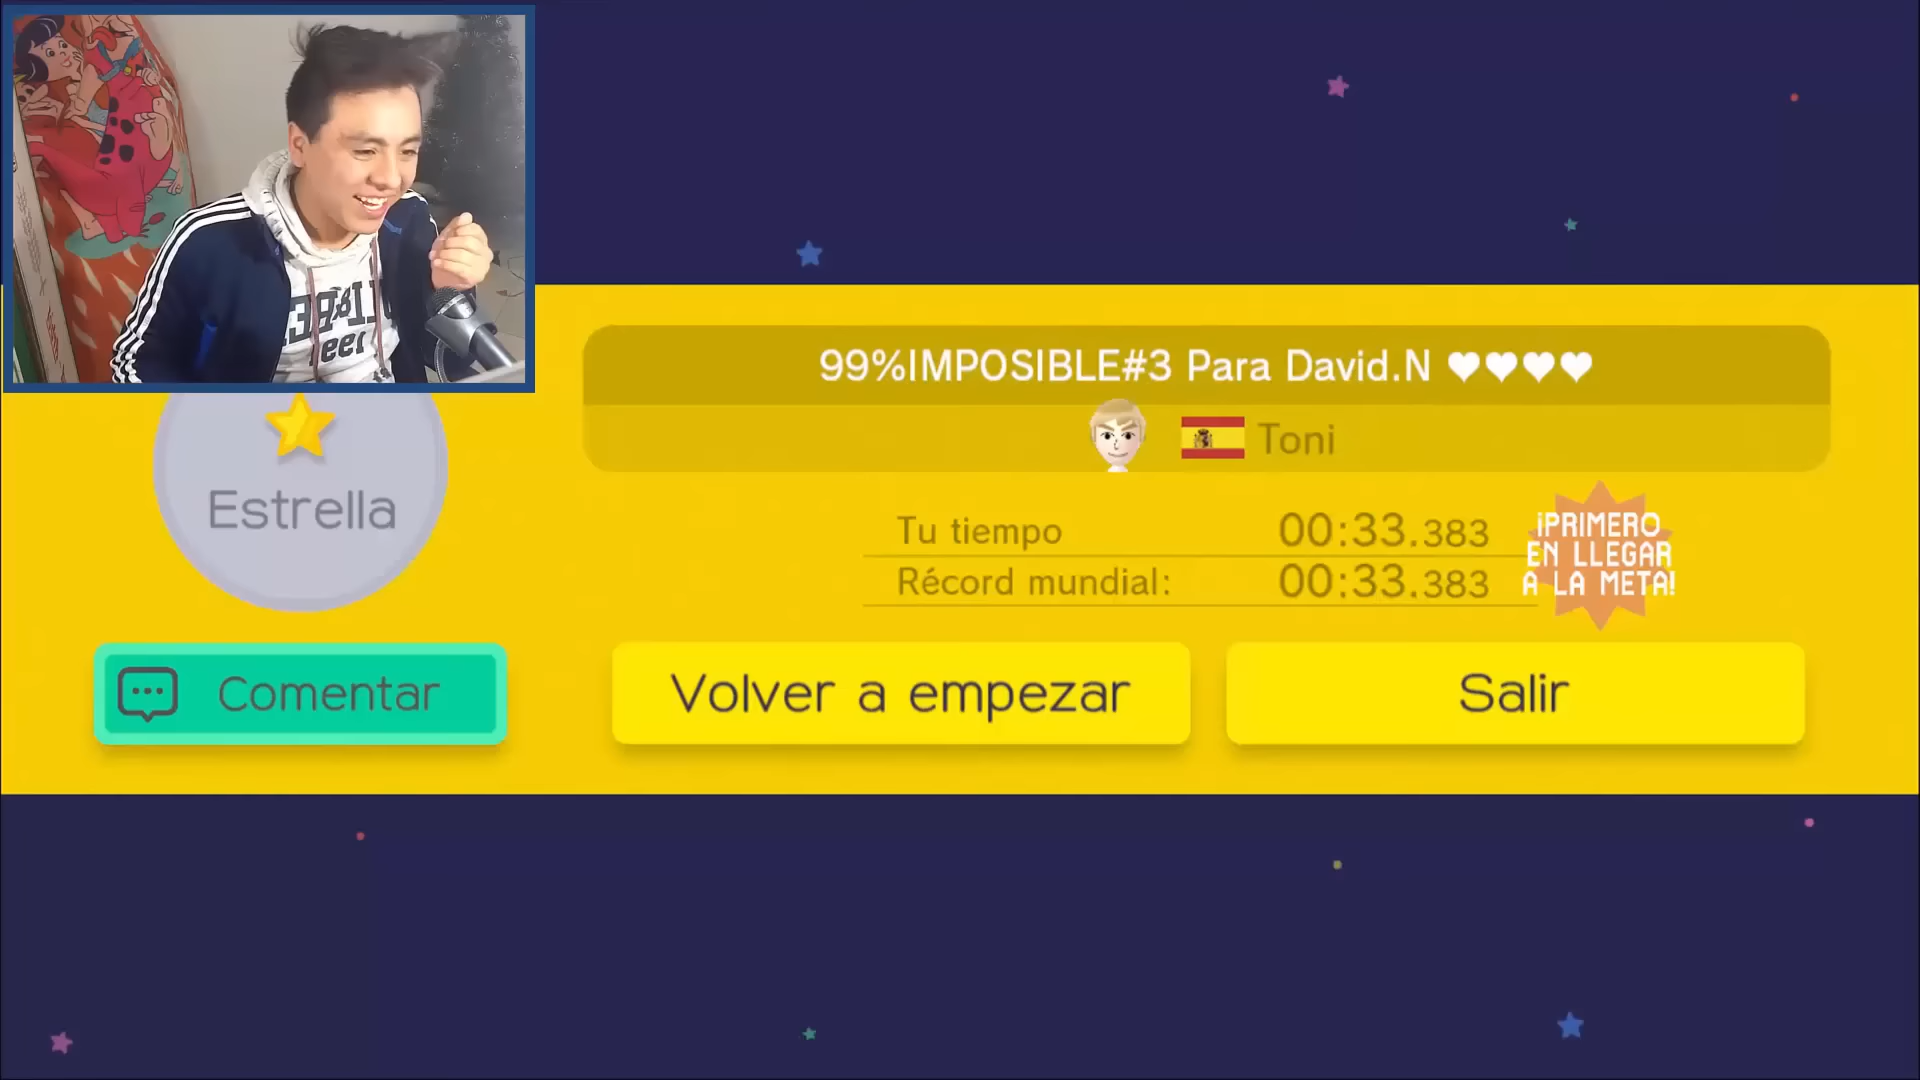 99%IMPOSIBLE#3 Para David.N ♥♥♥♥
Toni
Estrella
Tu tiempo 00:33.383
Récord mundial: 00:33.383
¡PRIMERO
EN LLEGAR
A LA META!
Comentar
Volver a empezar
Salir